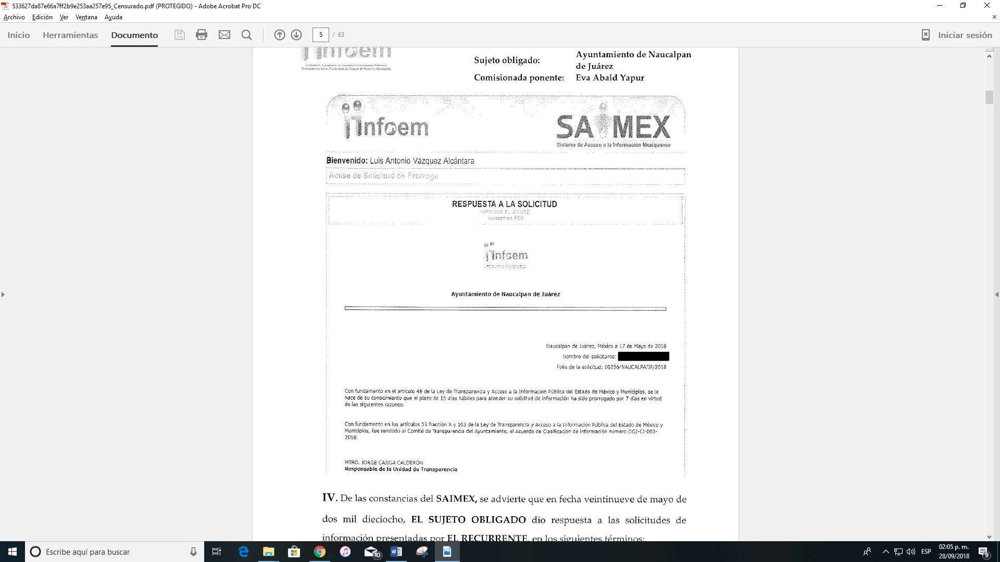 533627da87e66a7ff2b9e253aa257e95_Censurado.pdf (PROTEGIDO) - Adobe Acrobat Pro DC
Archivo Edición Ver Ventana Ayuda
Inicio Herramientas Documento 5 / 63 Iniciar sesión
infoem
Sujeto obligado: Ayuntamiento de Naucalpan de Juárez
Comisionada ponente: Eva Abaid Yapur
infoem SAIMEX
Sistema de Acceso a la Información Mexiquense
Bienvenido: Luis Antonio Vázquez Alcántara
Acuse de Solicitud de Prorroga
RESPUESTA A LA SOLICITUD
IMPRIMIR EL ACUSE
Versión en PDF
infoem
Ayuntamiento de Naucalpan de Juárez
Naucalpan de Juárez, México a 17 de Mayo de 2018
Nombre del solicitante:
Folio de la solicitud: 00256/NAUCALPA/IP/2018
Con fundamento en el artículo 46 de la Ley de Transparencia y Acceso a la Información Pública del Estado de México y Municipios, se le
hace de su conocimiento que el plazo de 15 días hábiles para atender su solicitud de información ha sido prorrogado por 7 días en virtud
de las siguientes razones:
Con fundamento en los artículos 53 fracción X y 163 de la Ley de Transparencia y Acceso a la Información Pública del Estado de México y
Municipios, fue remitido al Comité de Transparencia del Ayuntamiento, el Acuerdo de Clasificación de información número DGJ-CI-003-
2018.
MTRO. JORGE CAJIGA CALDERÓN
Responsable de la Unidad de Transparencia
IV. De las constancias del SAIMEX, se advierte que en fecha veintinueve de mayo de
dos mil dieciocho, EL SUJETO OBLIGADO dio respuesta a las solicitudes de
información presentadas por EL RECURRENTE, en los siguientes términos:
Escribe aquí para buscar
10
ESP
02:05 p. m.
28/09/2018
9